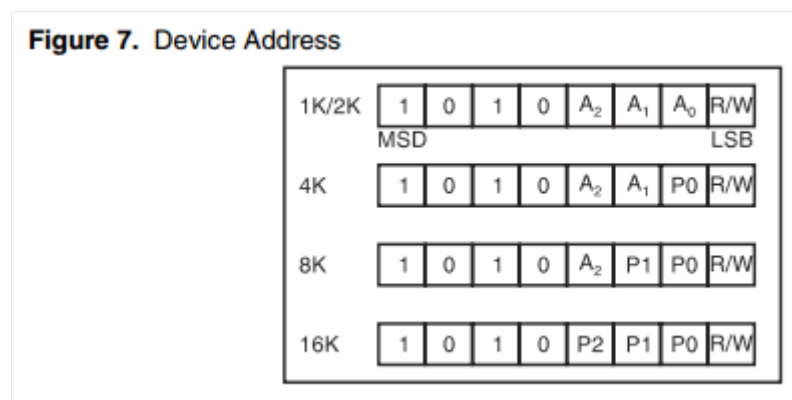 Figure 7. Device Address
1K/2K 1 0 1 0 A₂ A₁ A₀ R/W
MSD LSB
4K 1 0 1 0 A₂ A₁ P0 R/W
8K 1 0 1 0 A₂ P1 P0 R/W
16K 1 0 1 0 P2 P1 P0 R/W